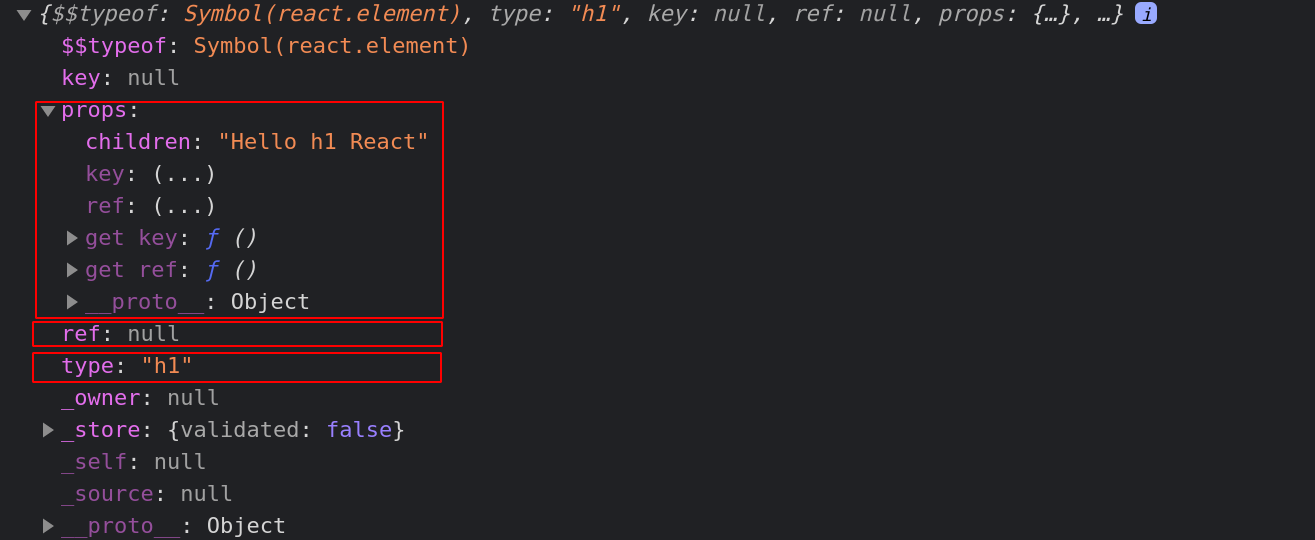 {$$typeof: Symbol(react.element), type: "h1", key: null, ref: null, props: {…}, …} i
$$typeof: Symbol(react.element)
key: null
props:
children: "Hello h1 React"
key: (...)
ref: (...)
get key: ƒ ()
get ref: ƒ ()
__proto__: Object
ref: null
type: "h1"
_owner: null
_store: {validated: false}
_self: null
_source: null
__proto__: Object